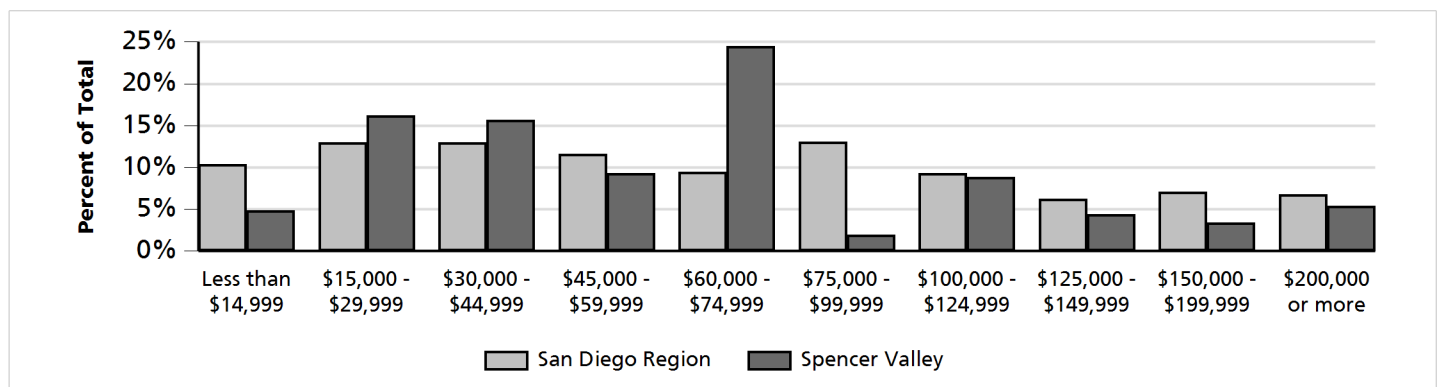 Percent of Total
25%
20%
15%
10%
5%
0%
Less than $14,999
$15,000 - $29,999
$30,000 - $44,999
$45,000 - $59,999
$60,000 - $74,999
$75,000 - $99,999
$100,000 - $124,999
$125,000 - $149,999
$150,000 - $199,999
$200,000 or more
San Diego Region
Spencer Valley